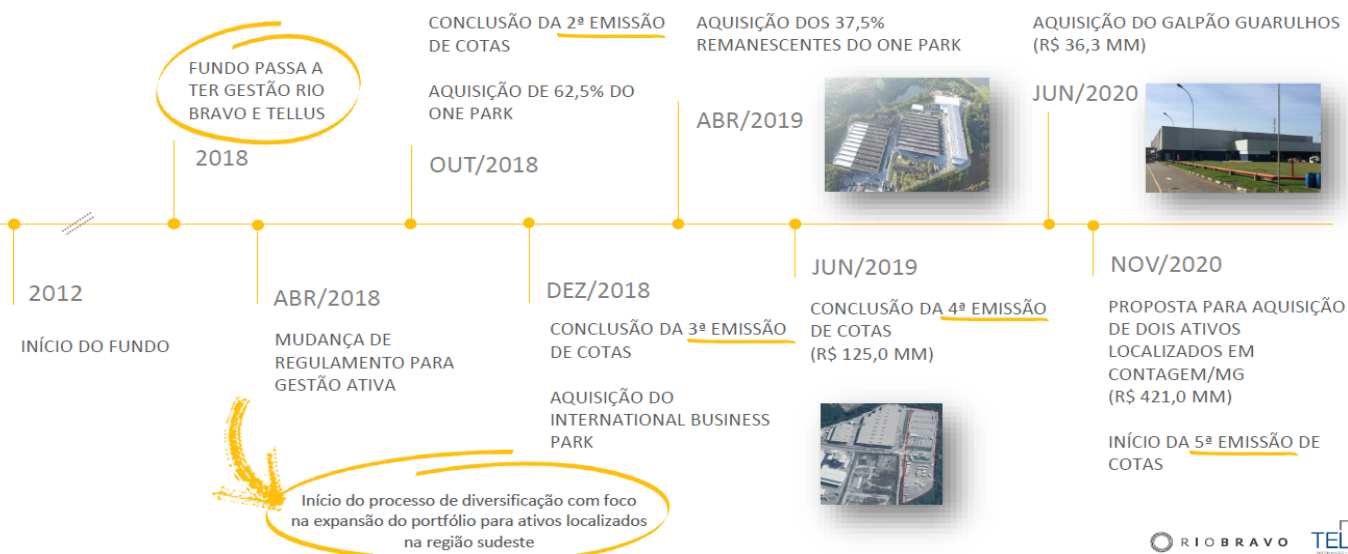 FUNDO PASSA A
TER GESTÃO RIO
BRAVO E TELLUS
2018
CONCLUSÃO DA 2ª EMISSÃO
DE COTAS
AQUISIÇÃO DE 62,5% DO
ONE PARK
OUT/2018
AQUISIÇÃO DOS 37,5%
REMANESCENTES DO ONE PARK
ABR/2019
AQUISIÇÃO DO GALPÃO GUARULHOS
(R$ 36,3 MM)
JUN/2020
2012
INÍCIO DO FUNDO
ABR/2018
MUDANÇA DE
REGULAMENTO PARA
GESTÃO ATIVA
Início do processo de diversificação com foco
na expansão do portfólio para ativos localizados
na região sudeste
DEZ/2018
CONCLUSÃO DA 3ª EMISSÃO
DE COTAS
AQUISIÇÃO DO
INTERNATIONAL BUSINESS
PARK
JUN/2019
CONCLUSÃO DA 4ª EMISSÃO
DE COTAS
(R$ 125,0 MM)
NOV/2020
PROPOSTA PARA AQUISIÇÃO
DE DOIS ATIVOS
LOCALIZADOS EM
CONTAGEM/MG
(R$ 421,0 MM)
INÍCIO DA 5ª EMISSÃO DE
COTAS
RIOBRAVO
TEL